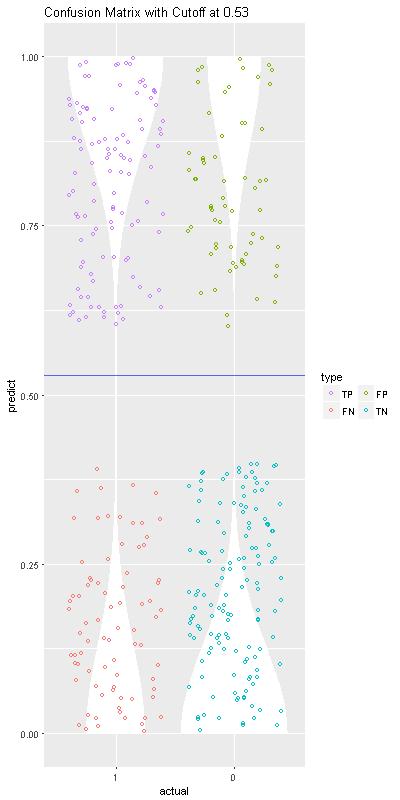 Confusion Matrix with Cutoff at 0.53
1.00
0.75
0.50
0.25
0.00
predict
1 0
actual
type
TP FP
FN TN